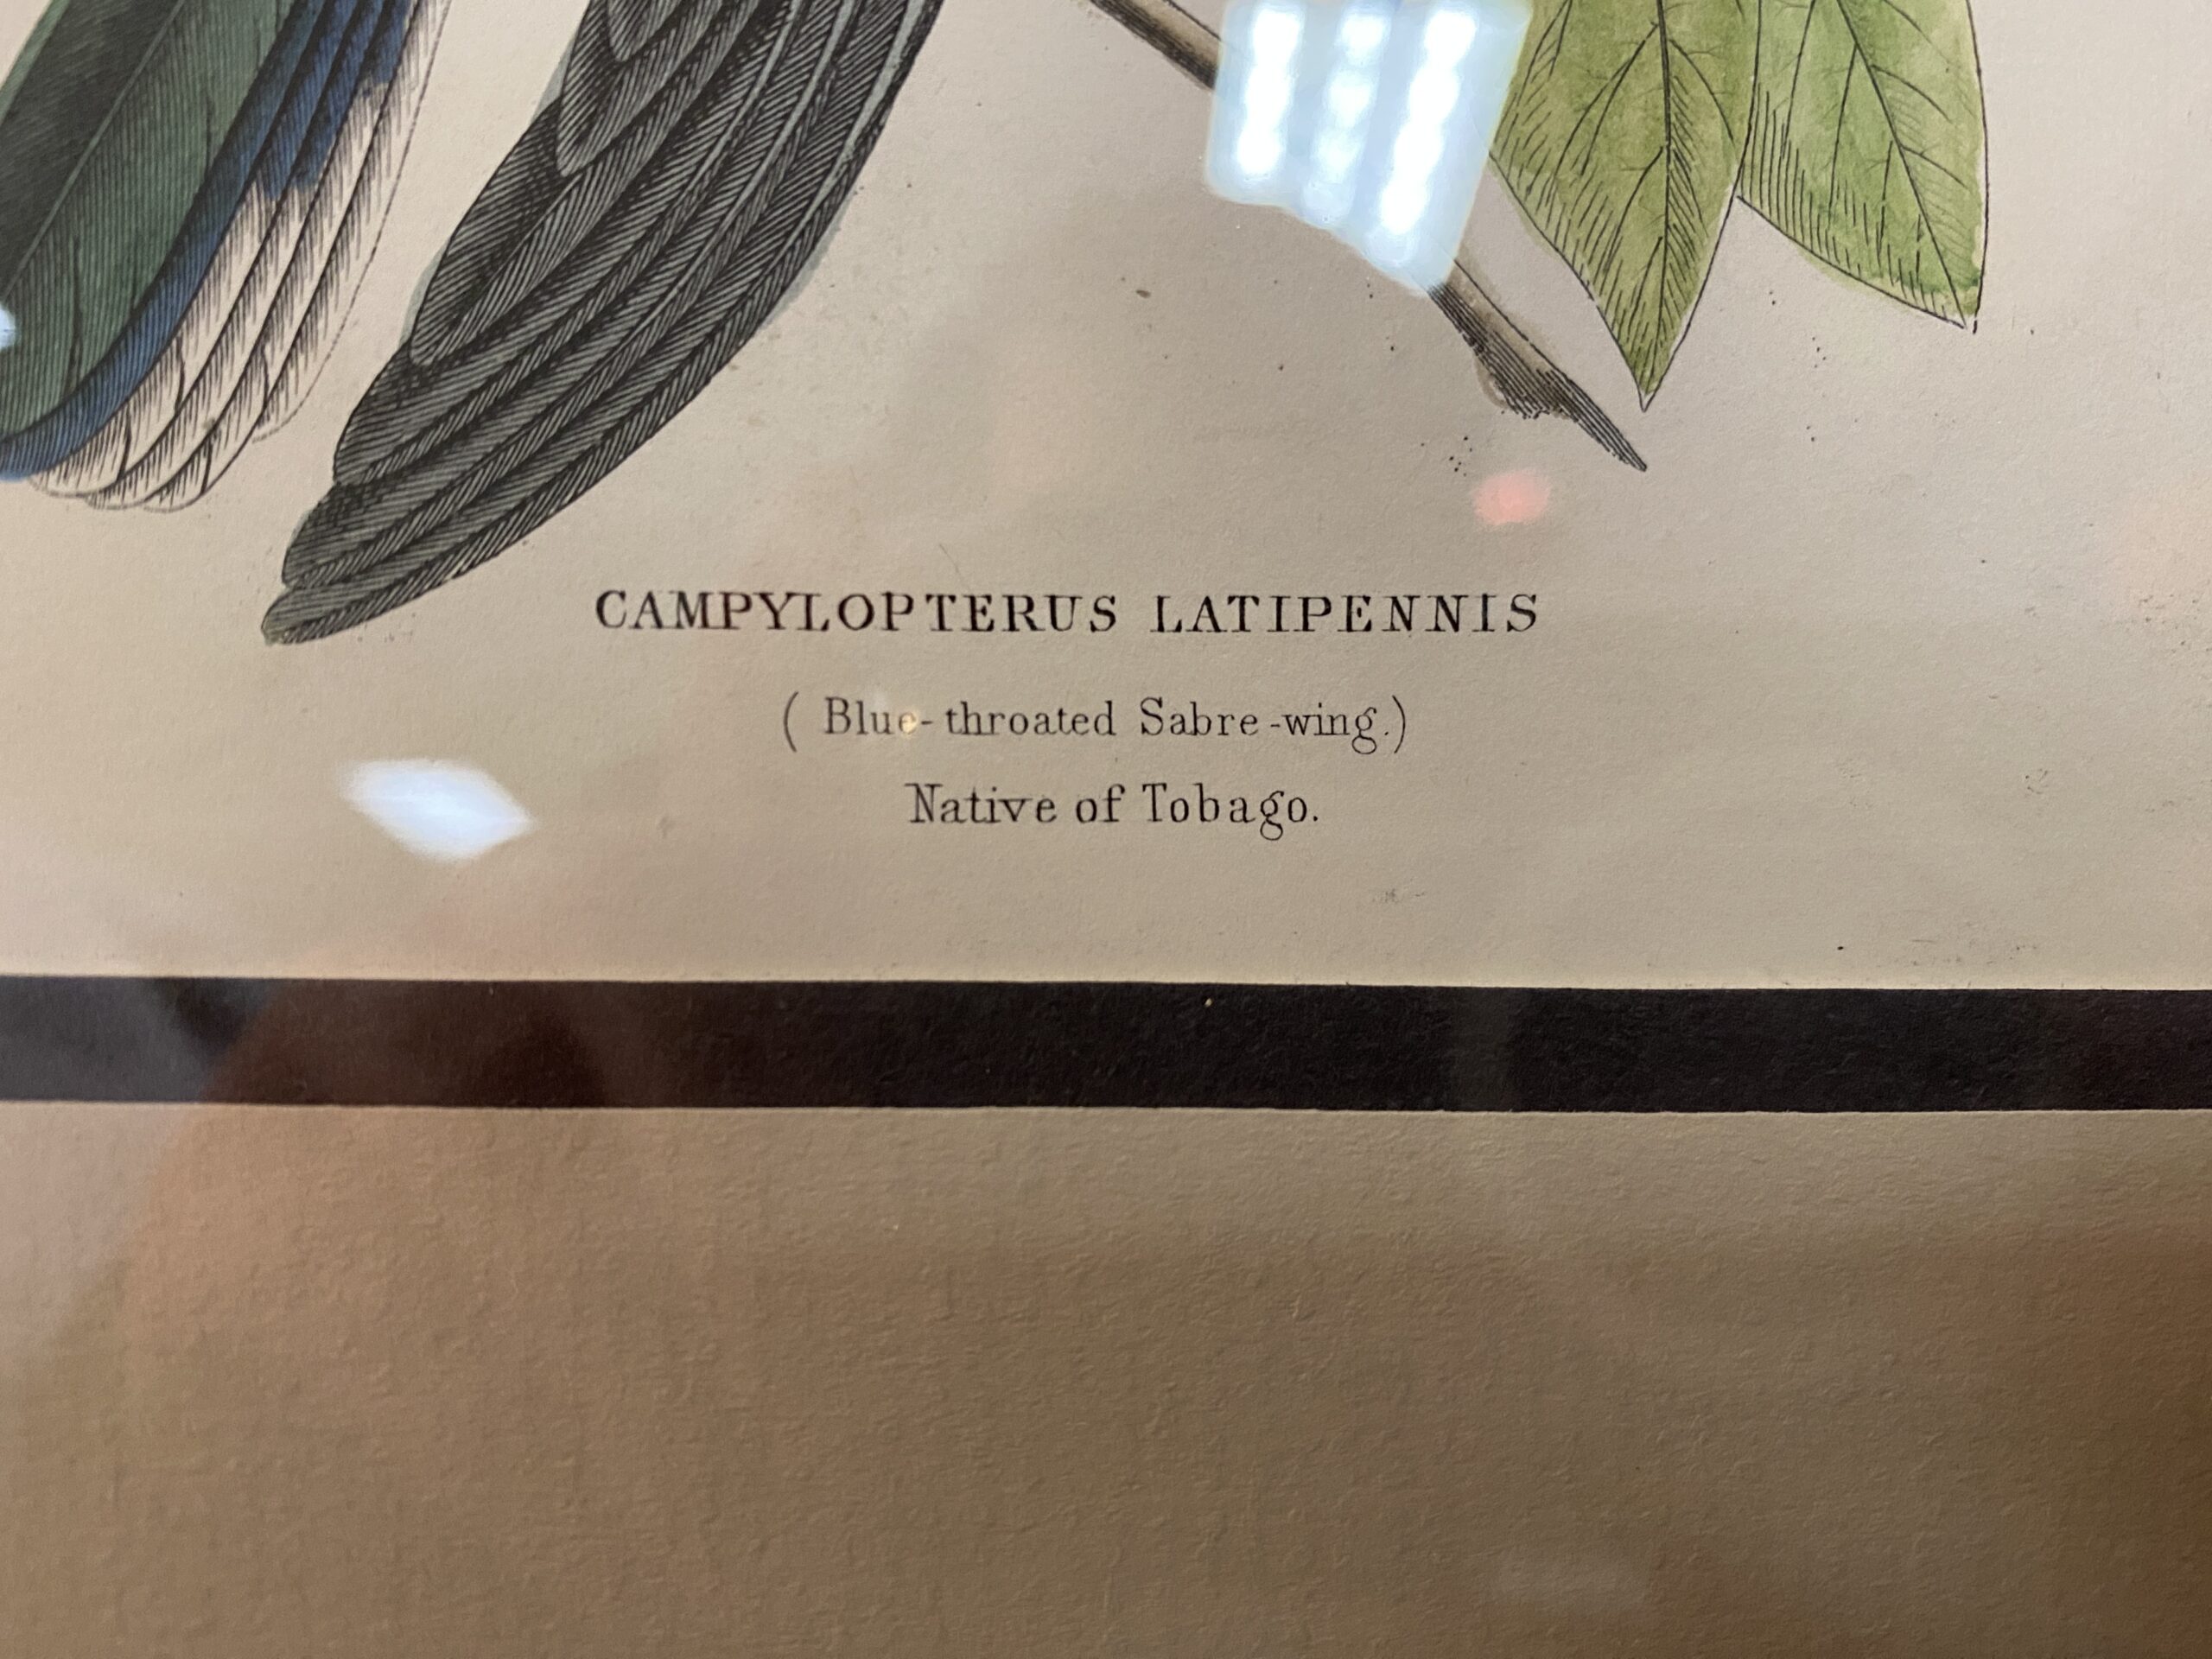 CAMPYLOPTERUS LATIPENNIS
( Blue-throated Sabre-wing.)
Native of Tobago.